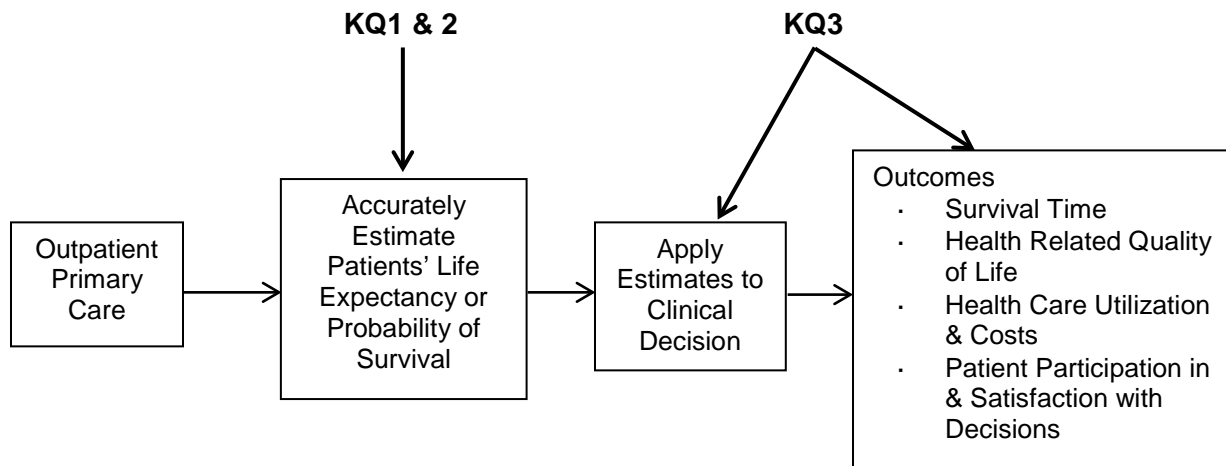 KQ1 & 2
KQ3
Outpatient
Primary
Care
Accurately
Estimate
Patients’ Life
Expectancy or
Probability of
Survival
Apply
Estimates to
Clinical
Decision
Outcomes
· Survival Time
· Health Related Quality
of Life
· Health Care Utilization
& Costs
· Patient Participation in
& Satisfaction with
Decisions